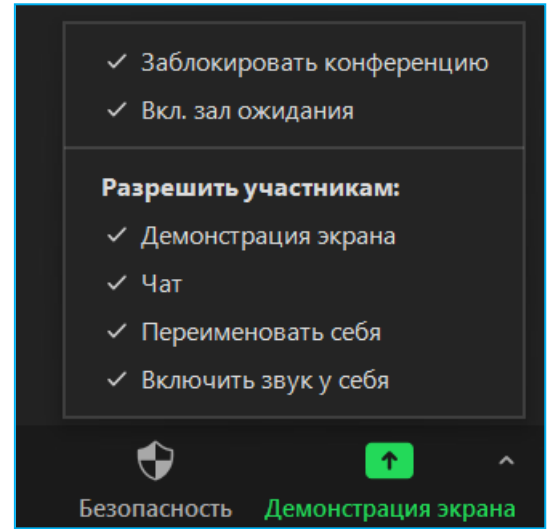 Заблокировать конференцию
Вкл. зал ожидания
Разрешить участникам:
Демонстрация экрана
Чат
Переименовать себя
Включить звук у себя
Безопасность Демонстрация экрана